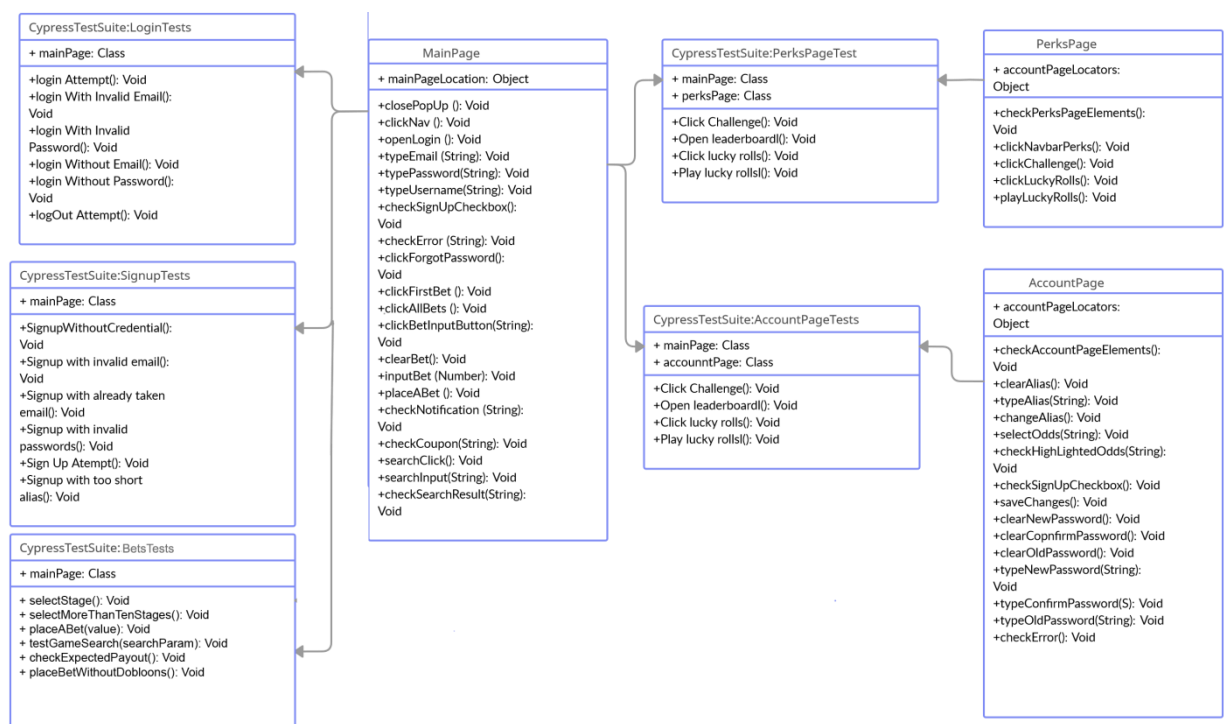 CypressTestSuite:LoginTests
+ mainPage: Class
+login Attempt(): Void
+login With Invalid Email():
Void
+login With Invalid
Password(): Void
+login Without Email(): Void
+login Without Password():
Void
+logOut Attempt(): Void
CypressTestSuite:SignupTests
+ mainPage: Class
+SignupWithoutCredential():
Void
+Signup with invalid email():
Void
+Signup with already taken
email(): Void
+Signup with invalid
passwords(): Void
+Sign Up Atempt(): Void
+Signup with too short
alias(): Void
CypressTestSuite:BetsTests
+ mainPage: Class
+ selectStage(): Void
+ selectMoreThanTenStages(): Void
+ placeABet(value): Void
+ testGameSearch(searchParam): Void
+ checkExpectedPayout(): Void
+ placeBetWithoutDobloons(): Void
MainPage
+ mainPageLocation: Object
+closePopUp (): Void
+clickNav (): Void
+openLogin (): Void
+typeEmail (String): Void
+typePassword(String): Void
+typeUsername(String): Void
+checkSignUpCheckbox():
Void
+checkError (String): Void
+clickForgotPassword():
Void
+clickFirstBet (): Void
+clickAllBets (): Void
+clickBetInputButton(String):
Void
+clearBet(): Void
+inputBet (Number): Void
+placeABet (): Void
+checkNotification (String):
Void
+checkCoupon(String): Void
+searchClick(): Void
+searchInput(String): Void
+checkSearchResult(String):
Void
CypressTestSuite:PerksPageTest
+ mainPage: Class
+ perksPage: Class
+Click Challenge(): Void
+Open leaderboardl(): Void
+Click lucky rolls(): Void
+Play lucky rollsl(): Void
CypressTestSuite:AccountPageTests
+ mainPage: Class
+ accounntPage: Class
+Click Challenge(): Void
+Open leaderboardl(): Void
+Click lucky rolls(): Void
+Play lucky rollsl(): Void
PerksPage
+ accountPageLocators:
Object
+checkPerksPageElements():
Void
+clickNavbarPerks(): Void
+clickChallenge(): Void
+clickLuckyRolls(): Void
+playLuckyRolls(): Void
AccountPage
+ accountPageLocators:
Object
+checkAccountPageElements():
Void
+clearAlias(): Void
+typeAlias(String): Void
+changeAlias(): Void
+selectOdds(String): Void
+checkHighLightedOdds(String):
Void
+checkSignUpCheckbox(): Void
+saveChanges(): Void
+clearNewPassword(): Void
+clearCopnfirmPassword(): Void
+clearOldPassword(): Void
+typeNewPassword(String):
Void
+typeConfirmPassword(S): Void
+typeOldPassword(String): Void
+checkError(): Void